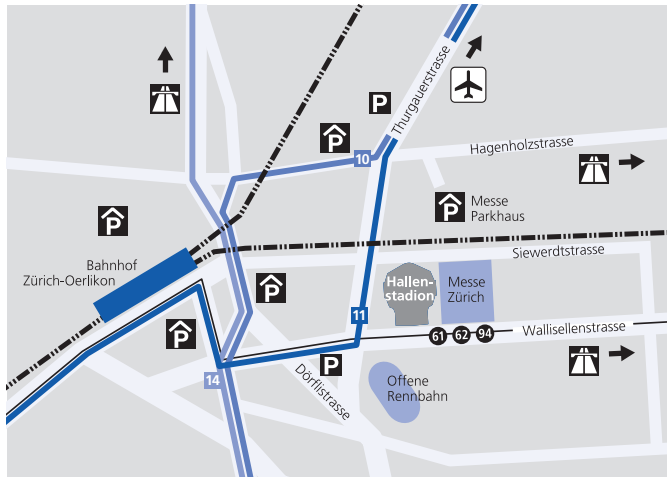 Thurgauerstrasse
P
P
10
Hagenholzstrasse
P
Messe
Parkhaus
P
Siewerdtstrasse
Bahnhof
Zürich-Oerlikon
Hallen-
stadion
Messe
Zürich
P
11
P
61 62 94
Wallisellenstrasse
P
14
Dörflistrasse
Offene
Rennbahn